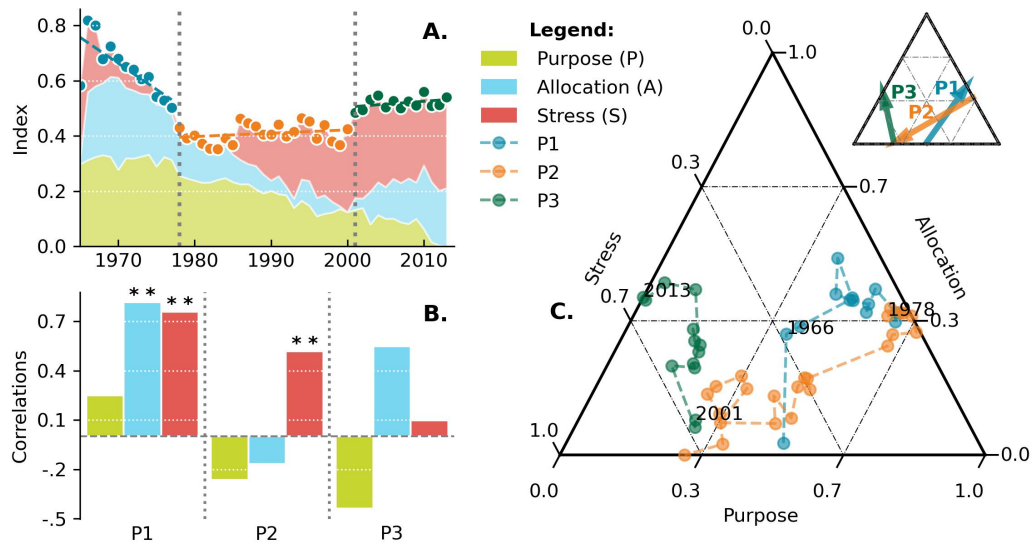 A.
0.8
0.6
0.4
0.2
0.0
Index
1970
1980
1990
2000
2010
Legend:
Purpose (P)
Allocation (A)
Stress (S)
P1
P2
P3
B.
0.7
0.4
0.1
-.2
-.5
Correlations
* *
* *
* *
P1
P2
P3
C.
0.0
1.0
0.3
0.7
0.7
0.3
1.0
0.0
0.0
0.3
0.7
1.0
Stress
Allocation
Purpose
2013
1966
1978
2001
P3
P1
P2